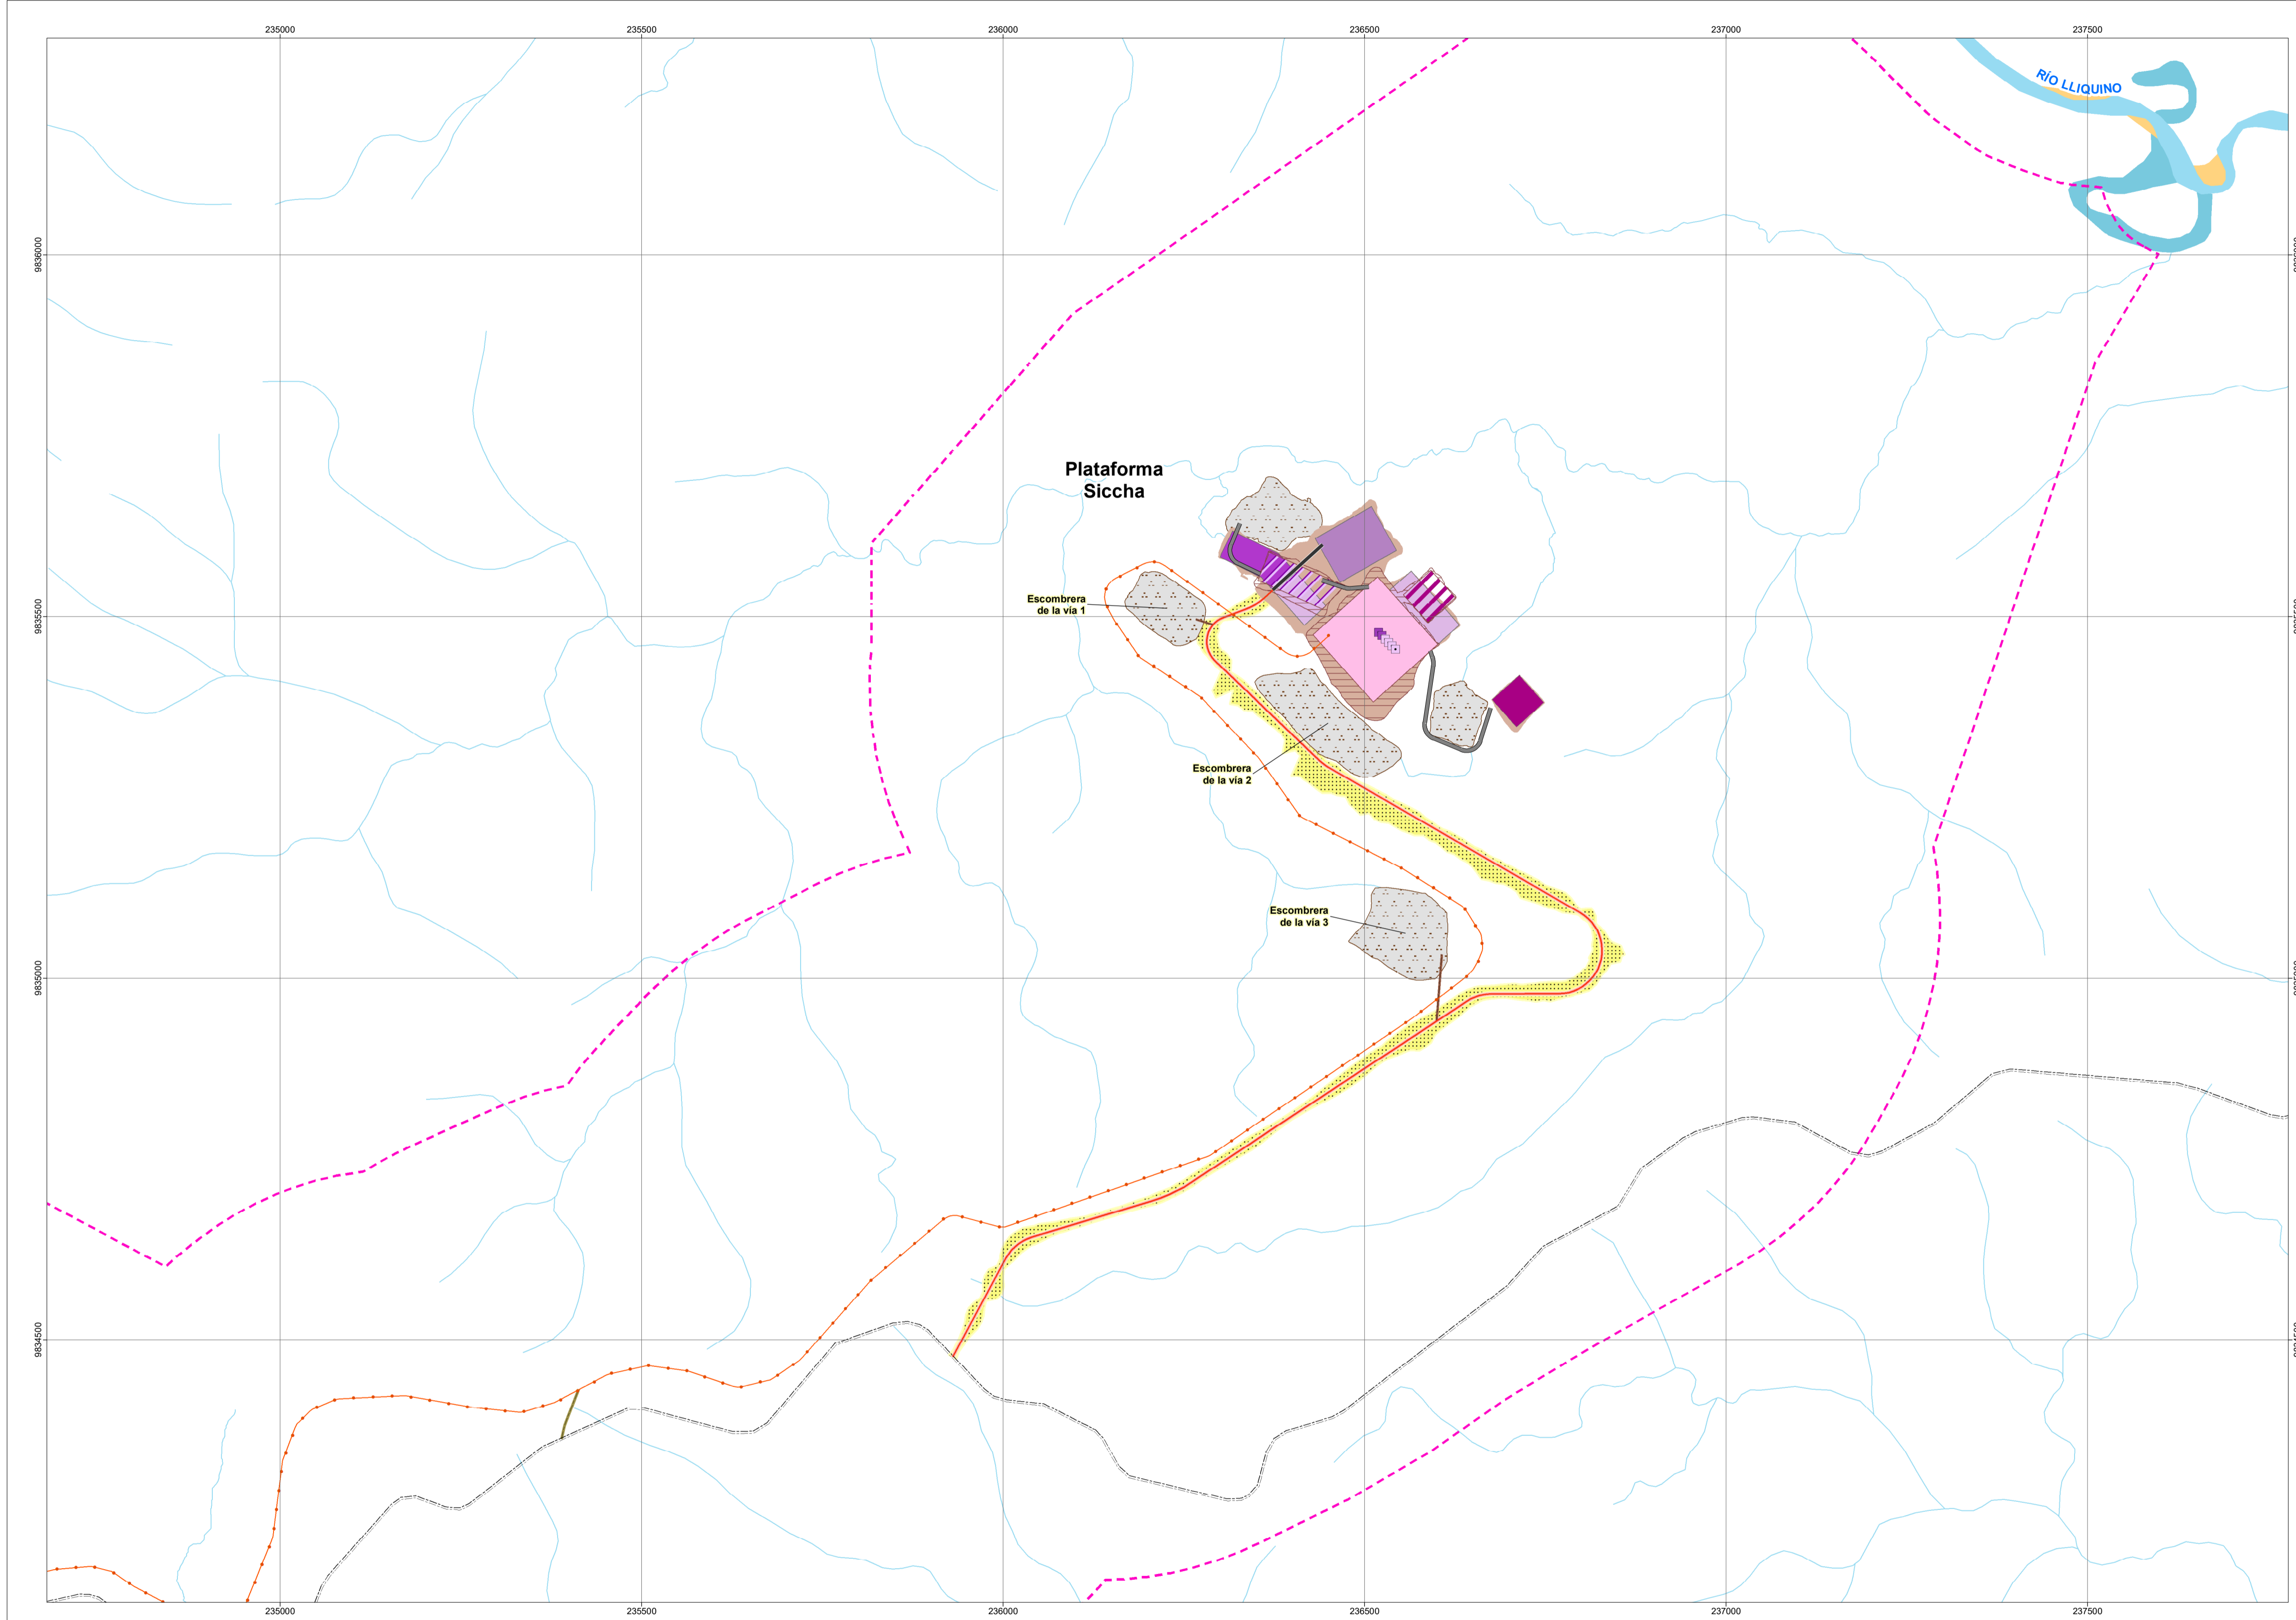 235000
235500
236000
236500
237000
237500
RÍO LLIQUINO
9836000
Plataforma
Siccha
Escombrera
de la vía 1
9835500
Escombrera
de la vía 2
Escombrera
de la vía 3
9835000
9834500
235000
235500
236000
236500
237000
237500